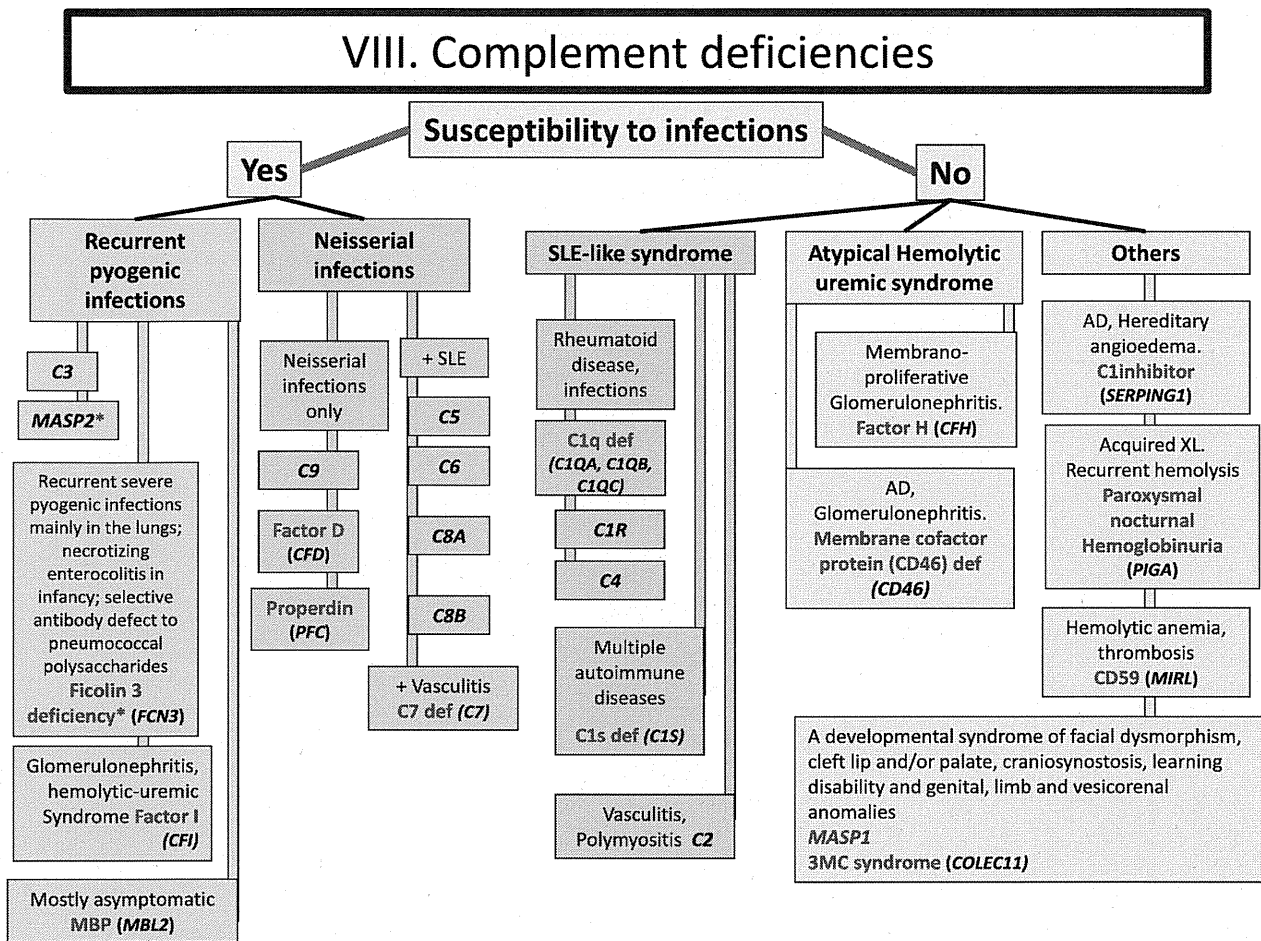 VIII. Complement deficiencies
Susceptibility to infections
Yes
No
Recurrent
pyogenic
infections
C3
MASP2*
Recurrent severe
pyogenic infections
mainly in the lungs;
necrotizing
enterocolitis in
infancy; selective
antibody defect to
pneumococcal
polysaccharides
Ficolin 3
deficiency* (FCN3)
Glomerulonephritis,
hemolytic-uremic
Syndrome Factor I
(CFI)
Mostly asymptomatic
MBP (MBL2)
Neisserial
infections
Neisserial
infections
only
C9
Factor D
(CFD)
Properdin
(PFC)
+ SLE
C5
C6
C8A
C8B
+ Vasculitis
C7 def (C7)
SLE-like syndrome
Rheumatoid
disease,
infections
C1q def
(C1QA, C1QB,
C1QC)
C1R
C4
Multiple
autoimmune
diseases
C1s def (C1S)
Vasculitis,
Polymyositis C2
Atypical Hemolytic
uremic syndrome
Membrano-
proliferative
Glomerulonephritis.
Factor H (CFH)
AD,
Glomerulonephritis.
Membrane cofactor
protein (CD46) def
(CD46)
Others
AD, Hereditary
angioedema.
C1inhibitor
(SERPING1)
Acquired XL.
Recurrent hemolysis
Paroxysmal
nocturnal
Hemoglobinuria
(PIGA)
Hemolytic anemia,
thrombosis
CD59 (MIRL)
A developmental syndrome of facial dysmorphism,
cleft lip and/or palate, craniosynostosis, learning
disability and genital, limb and vesicorenal
anomalies
MASP1
3MC syndrome (COLEC11)